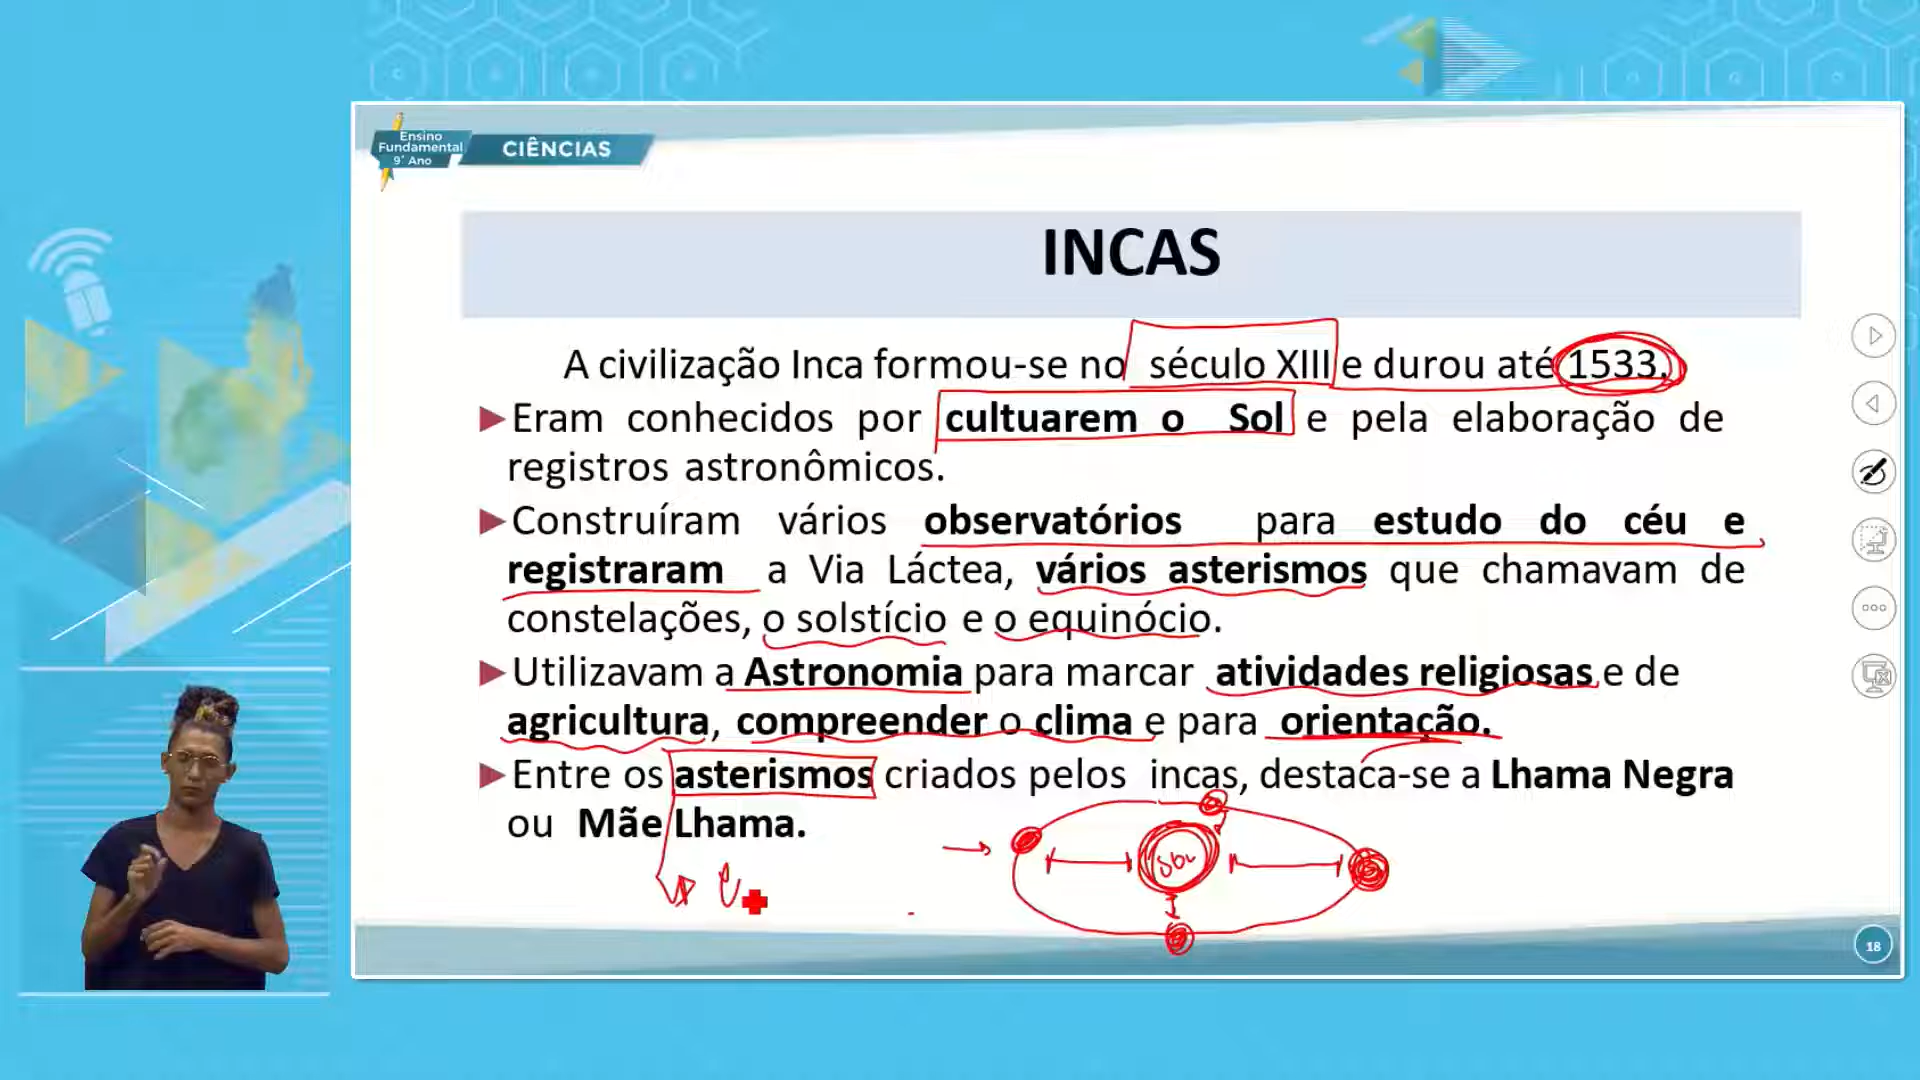 Ensino
Fundamental
9° Ano
CIÊNCIAS
INCAS
A civilização Inca formou-se no século XIII e durou até 1533.
Eram conhecidos por cultuarem o Sol e pela elaboração de
registros astronômicos.
Construíram vários observatórios para estudo do céu e
registraram a Via Láctea, vários asterismos que chamavam de
constelações, o solstício e o equinócio.
Utilizavam a Astronomia para marcar atividades religiosas e de
agricultura, compreender o clima e para orientação.
Entre os asterismos criados pelos incas, destaca-se a Lhama Negra
ou Mãe Lhama.
18